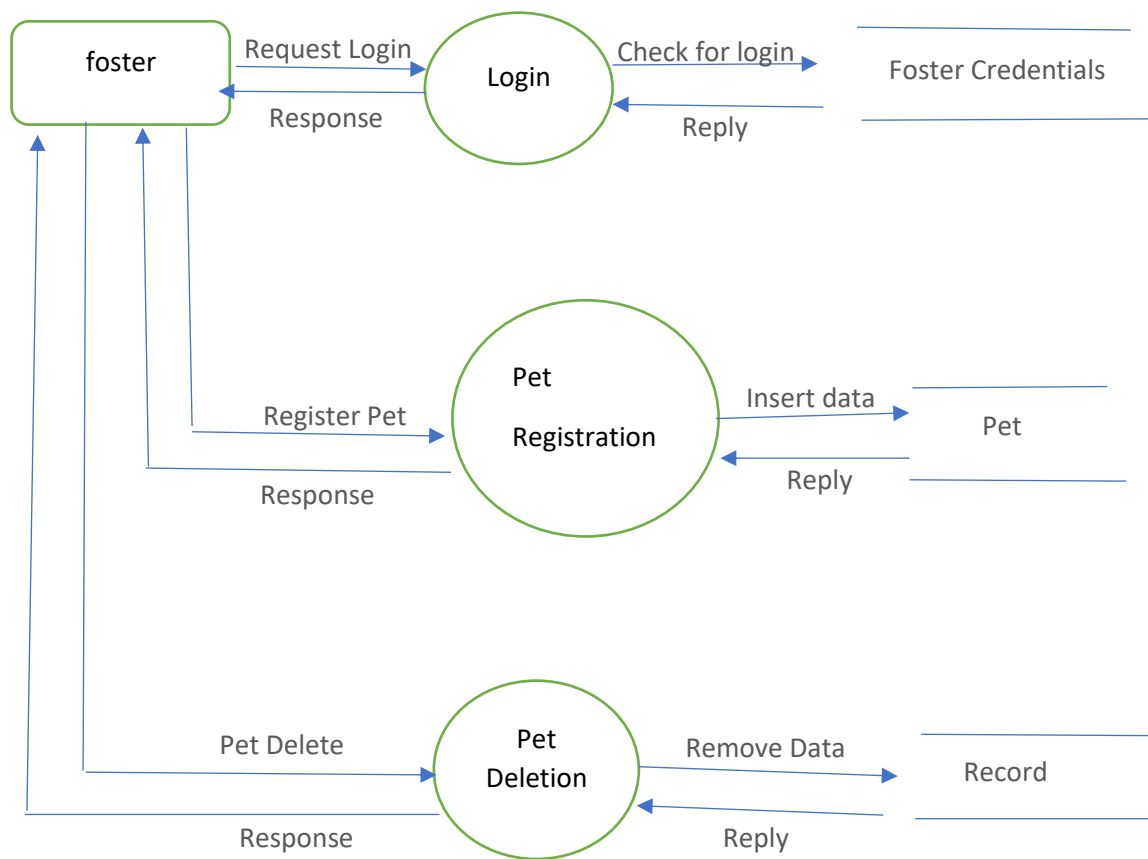 foster
Request Login
Response
Login
Check for login
Reply
Foster Credentials
Register Pet
Response
Pet
Registration
Insert data
Reply
Pet
Pet Delete
Response
Pet
Deletion
Remove Data
Reply
Record